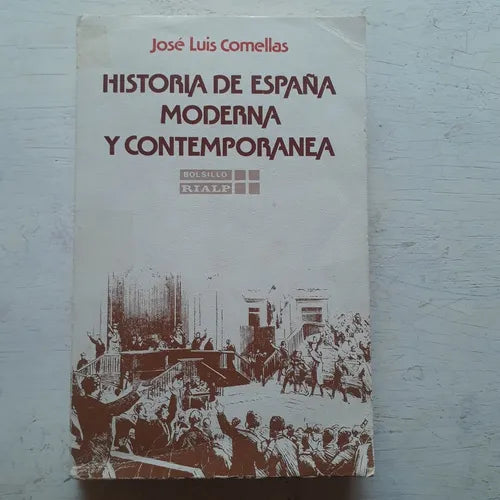 José Luis Comellas
HISTORIA DE ESPAÑA
MODERNA
Y CONTEMPORANEA
BOLSILLO
RIALP